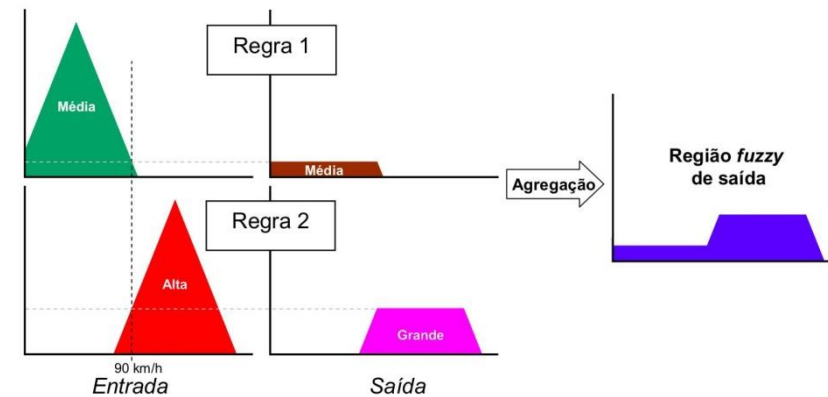 Regra 1
Média
Média
Agregação
Região fuzzy
de saída
Regra 2
Alta
Grande
90 km/h
Entrada
Saída